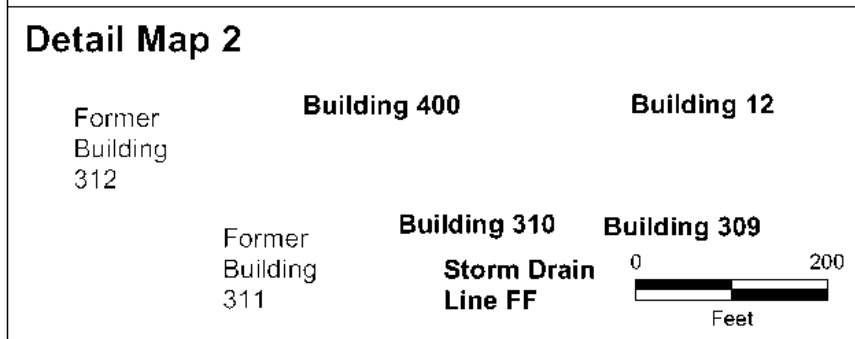 Detail Map 2
Former
Building
312
Building 400
Building 12
Former
Building
311
Building 310
Storm Drain
Line FF
Building 309
0 200
Feet